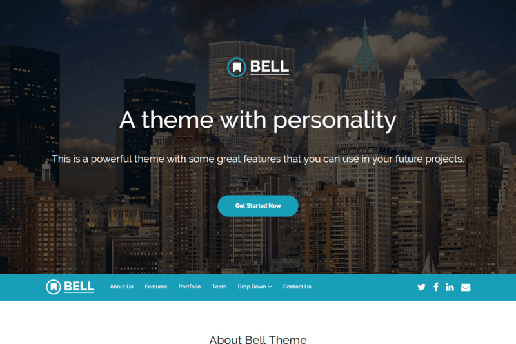 BELL
A theme with personality
This is a powerful theme with some great features that you can use in your future projects.
Get Started Now
BELL About Us Features Portfolio Team Drop Down Contact Us
About Bell Theme